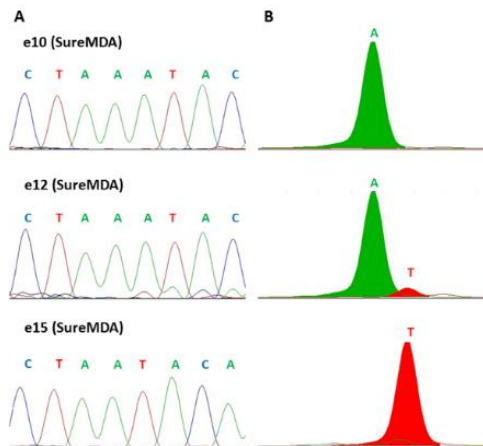 A
B
e10 (SureMDA)
C T A A A T A C
A
e12 (SureMDA)
C T A A A T A C
A
T
e15 (SureMDA)
C T A A T A C A
T